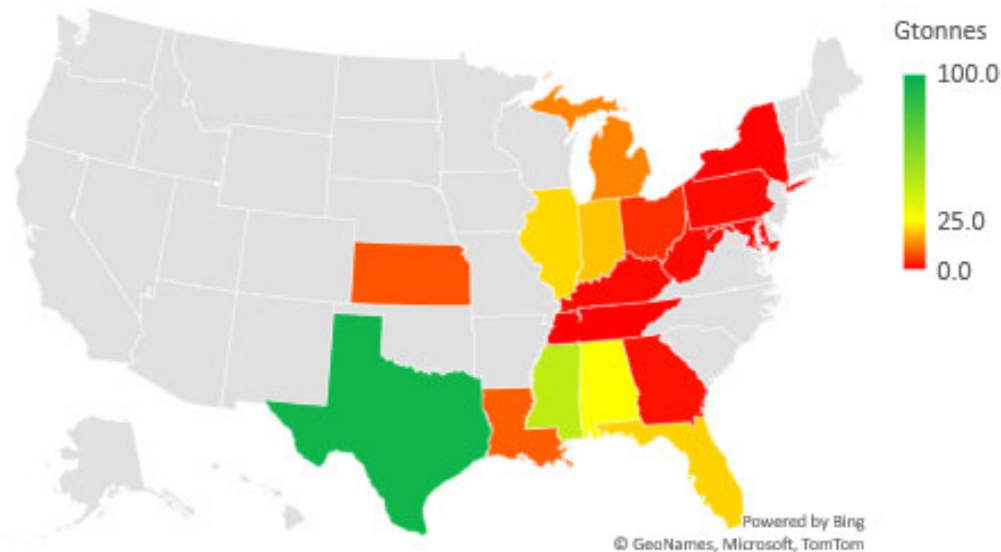 Gtonnes
100.0
25.0
0.0
Powered by Bing
© GeoNames, Microsoft, TomTom